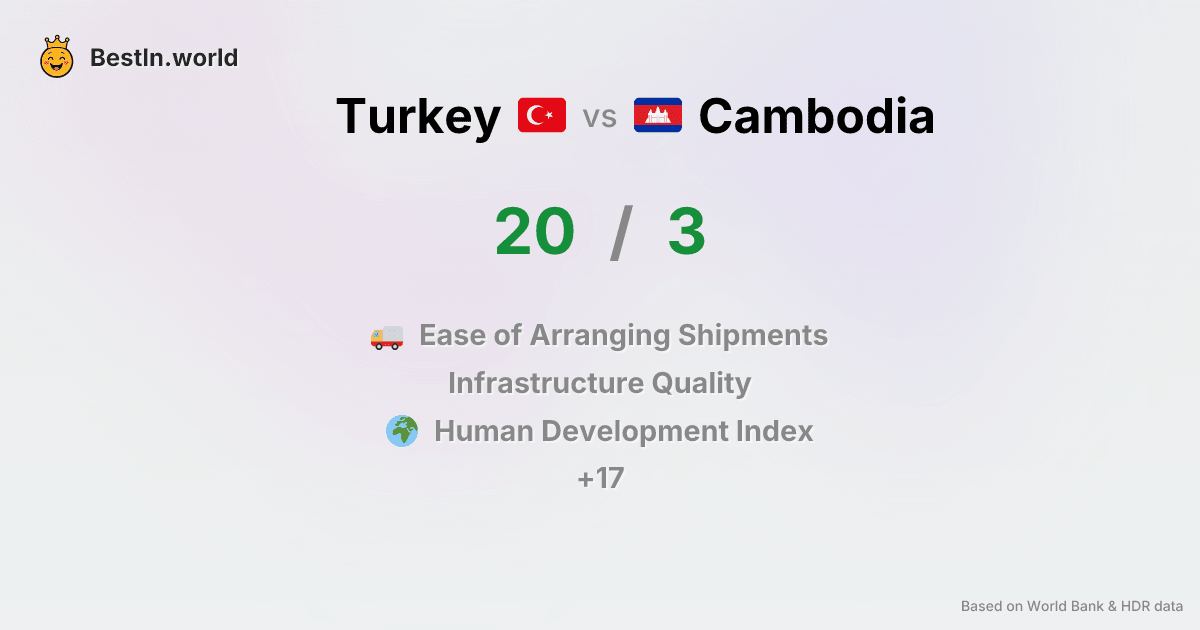 BestIn.world
Turkey vs Cambodia
20 / 3
Ease of Arranging Shipments
Infrastructure Quality
Human Development Index
+17
Based on World Bank & HDR data